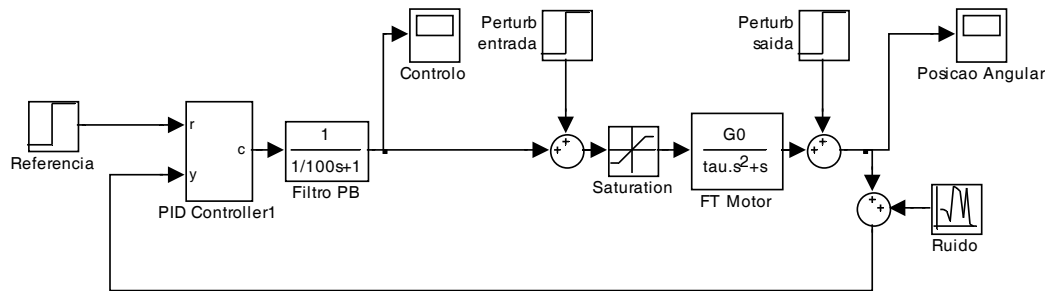 Perturb
entrada
Perturb
saida
Controlo
Posicao Angular
Referencia
r
y
c
PID Controller1
1
1/100s+1
Filtro PB
+
+
Saturation
G0
tau.s²+s
FT Motor
+
+
+
+
Ruido